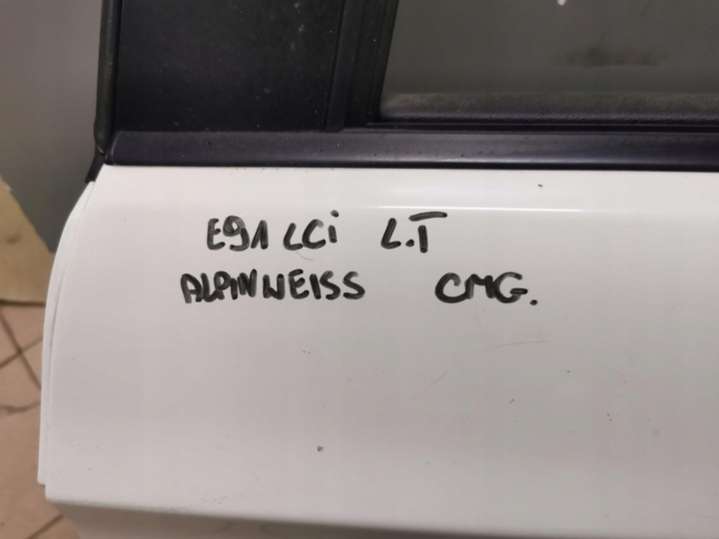 E91 LCi L.T
ALPINWEISS CMG.